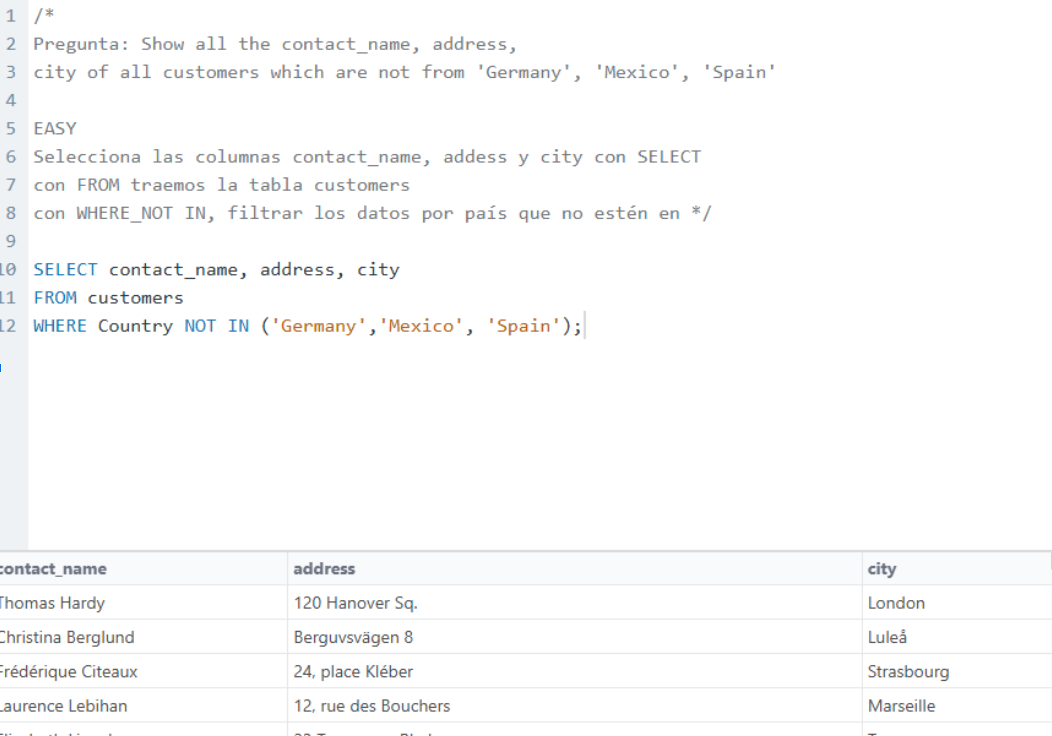 1 /*
2 Pregunta: Show all the contact_name, address,
3 city of all customers which are not from 'Germany', 'Mexico', 'Spain'
4
5 EASY
6 Selecciona las columnas contact_name, addess y city con SELECT
7 con FROM traemos la tabla customers
8 con WHERE_NOT IN, filtrar los datos por país que no estén en */
9
10 SELECT contact_name, address, city
11 FROM customers
12 WHERE Country NOT IN ('Germany','Mexico', 'Spain');
contact_name address city
Thomas Hardy 120 Hanover Sq. London
Christina Berglund Berguvsvägen 8 Luleå
Frédérique Citeaux 24, place Kléber Strasbourg
Laurence Lebihan 12, rue des Bouchers Marseille